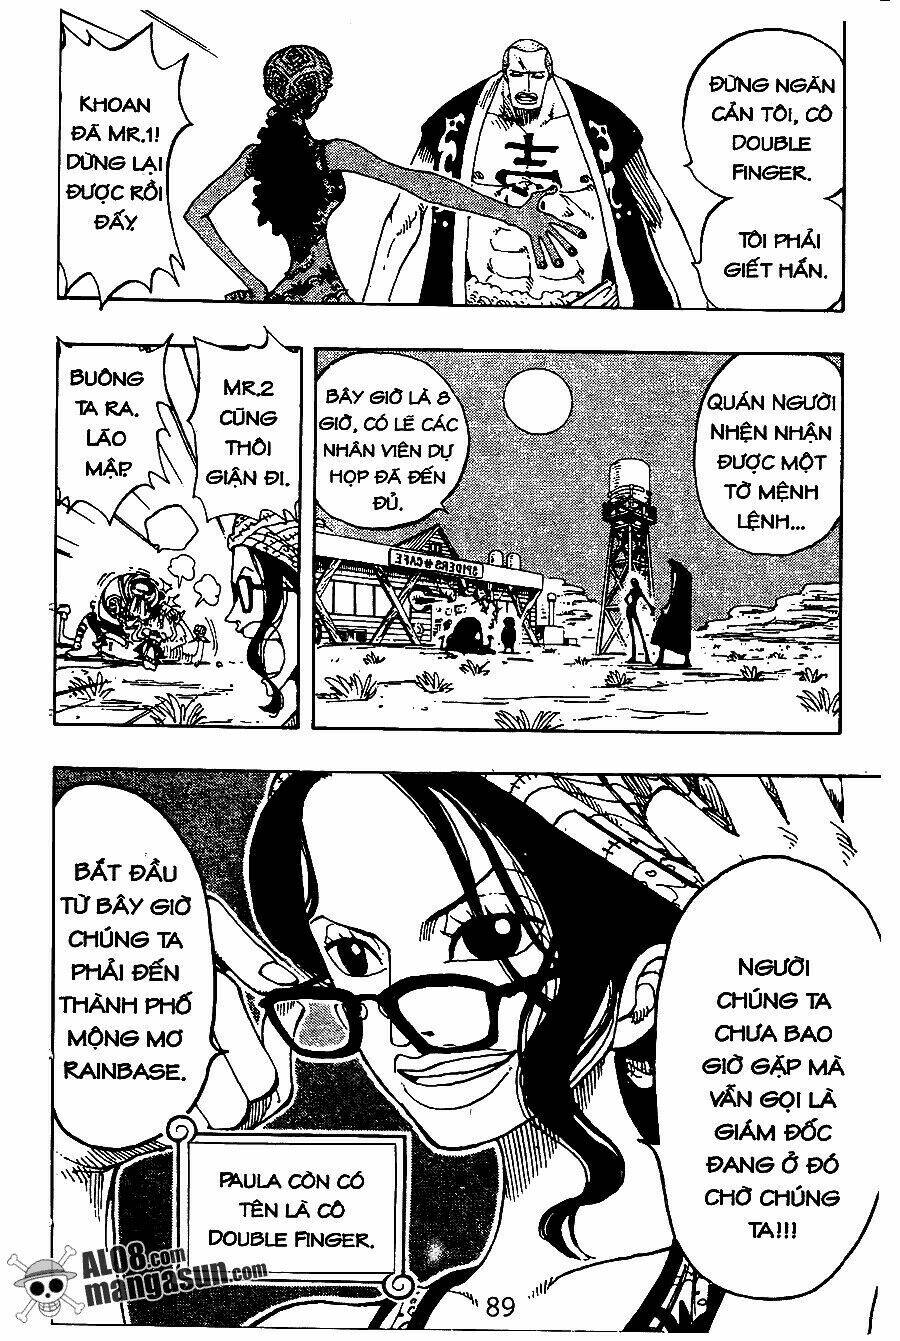 ĐỪNG NGĂN
CẢN TÔI, CÔ
DOUBLE
FINGER.
TÔI PHẢI
GIẾT HẮN.
KHOAN
ĐÃ MR.1!
DỪNG LẠI
ĐƯỢC RỒI
ĐẤY.
QUÁN NGƯỜI
NHỆN NHẬN
ĐƯỢC MỘT
TỜ MỆNH
LỆNH...
BÂY GIỜ LÀ 8
GIỜ, CÓ LẼ CÁC
NHÂN VIÊN DỰ
HỌP ĐÃ ĐẾN
ĐỦ.
SPIDERS CAFE
MR.2
CŨNG
THÔI
GIẬN ĐI.
BUÔNG
TA RA.
LÃO
MẬP.
NGƯỜI
CHÚNG TA
CHƯA BAO
GIỜ GẶP MÀ
VẪN GỌI LÀ
GIÁM ĐỐC
ĐANG Ở ĐÓ
CHỜ CHÚNG
TA!!!
BẮT ĐẦU
TỪ BÂY GIỜ
CHÚNG TA
PHẢI ĐẾN
THÀNH PHỐ
MỘNG MƠ
RAINBASE.
PAULA CÒN CÓ
TÊN LÀ CÔ
DOUBLE FINGER.
AL08.com
mangasun.com
89